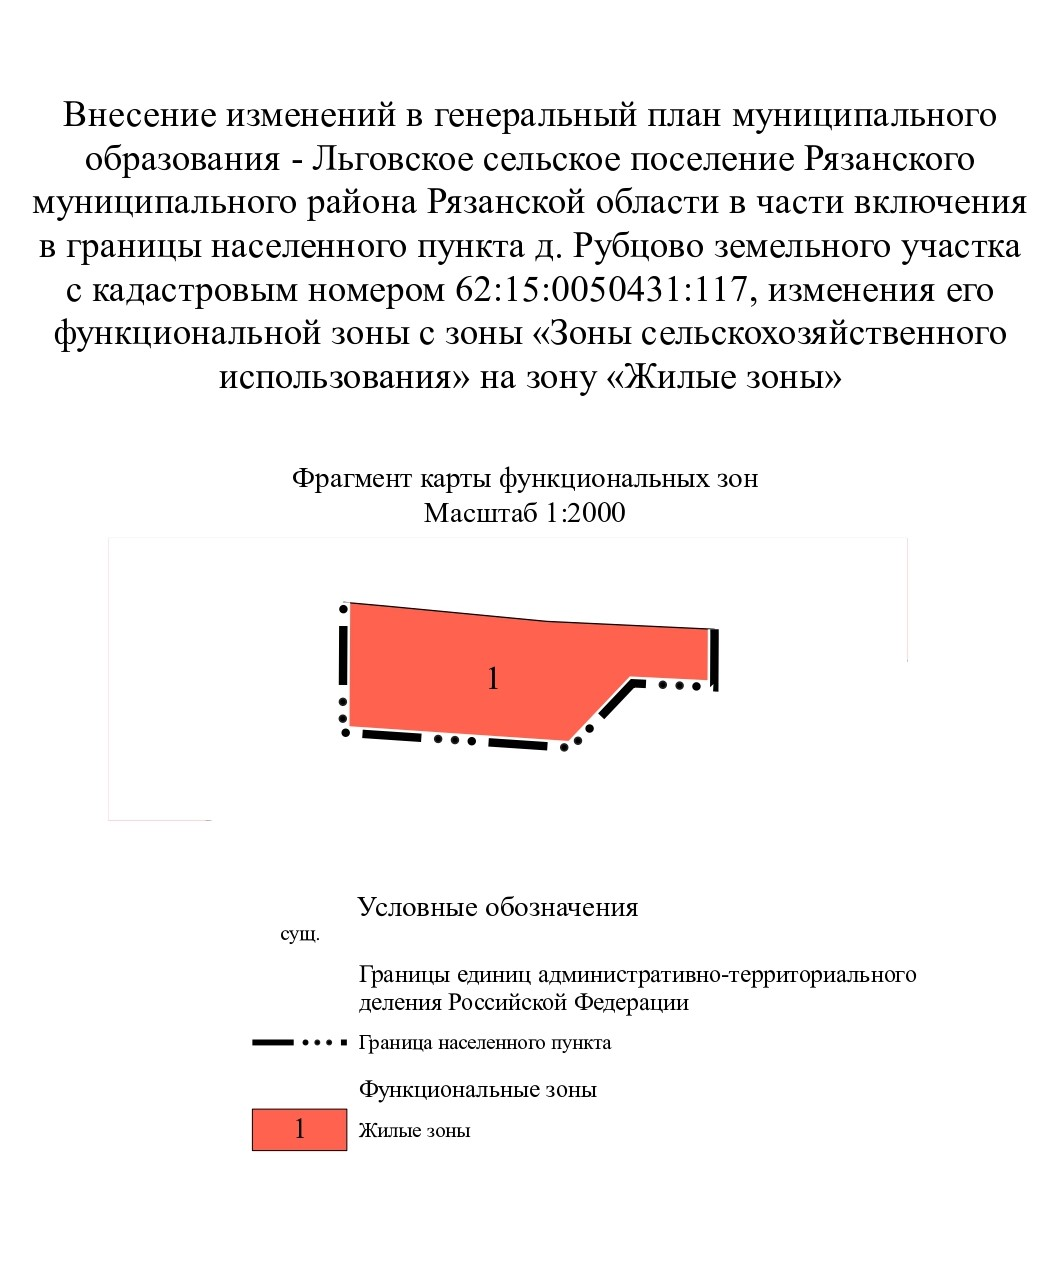 Внесение изменений в генеральный план муниципального
образования - Льговское сельское поселение Рязанского
муниципального района Рязанской области в части включения
в границы населенного пункта д. Рубцово земельного участка
с кадастровым номером 62:15:0050431:117, изменения его
функциональной зоны с зоны «Зоны сельскохозяйственного
использования» на зону «Жилые зоны»
Фрагмент карты функциональных зон
Масштаб 1:2000
1
Условные обозначения
сущ.
Границы единиц административно-территориального
деления Российской Федерации
Граница населенного пункта
Функциональные зоны
1 Жилые зоны